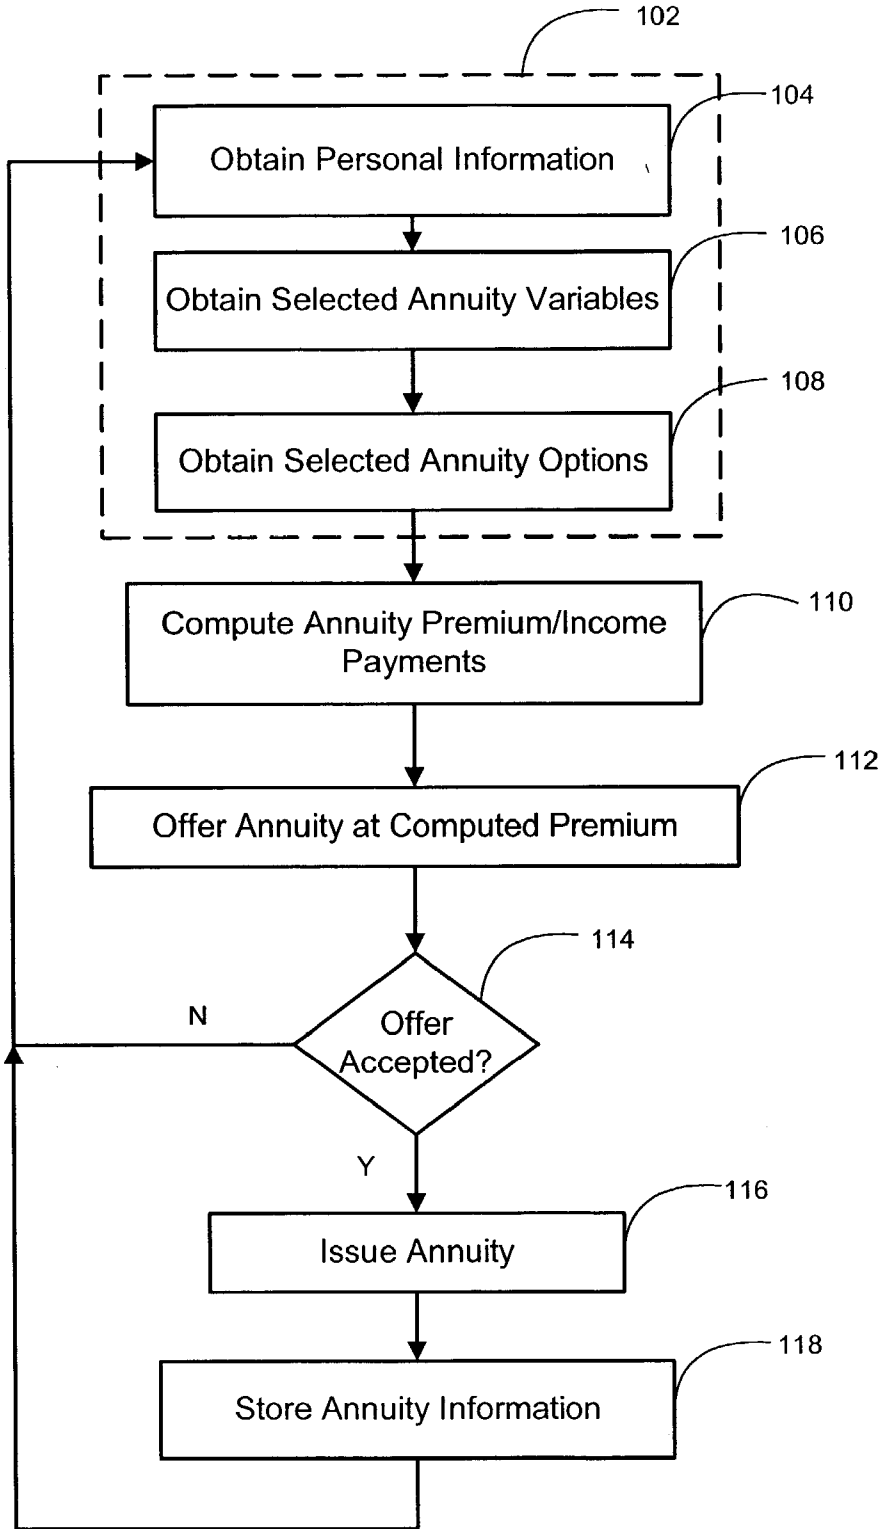 102
104
Obtain Personal Information
106
Obtain Selected Annuity Variables
108
Obtain Selected Annuity Options
110
Compute Annuity Premium/Income
Payments
112
Offer Annuity at Computed Premium
114
N
Offer
Accepted?
Y
116
Issue Annuity
118
Store Annuity Information